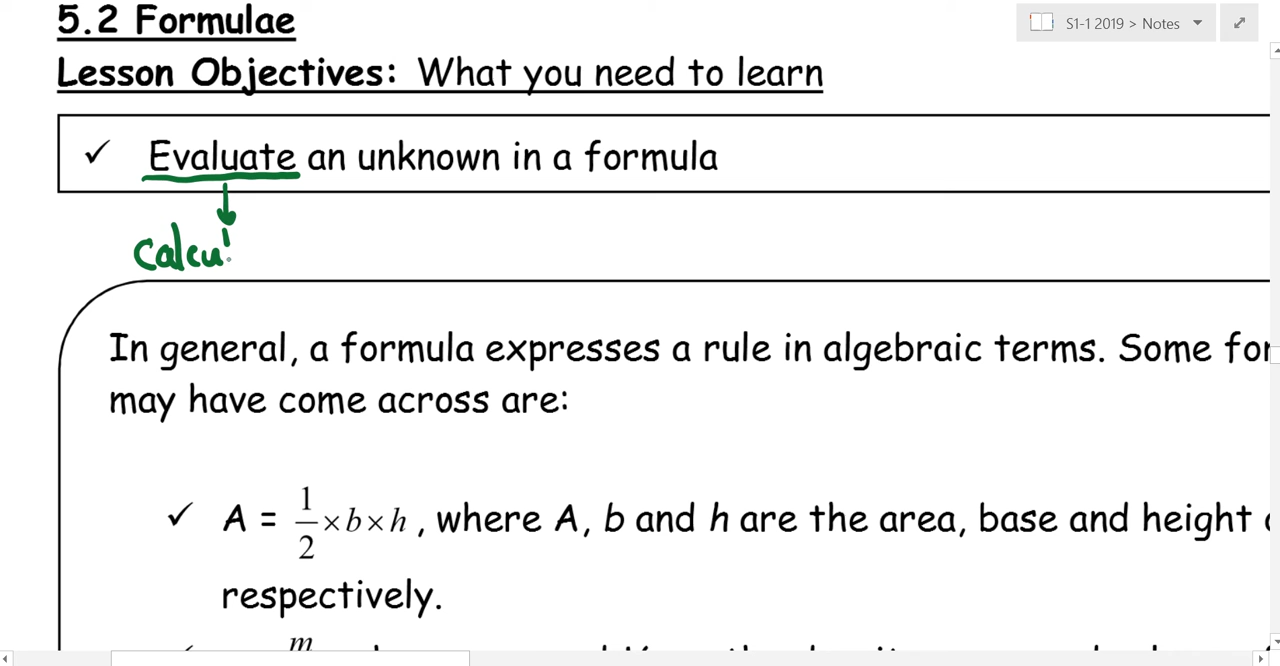 5.2 Formulae
S1-1 2019 > Notes
Lesson Objectives: What you need to learn
✓ Evaluate an unknown in a formula
calcul
In general, a formula expresses a rule in algebraic terms. Some for
may have come across are:
✓ A = 1/2 × b × h, where A, b and h are the area, base and height
respectively.
m